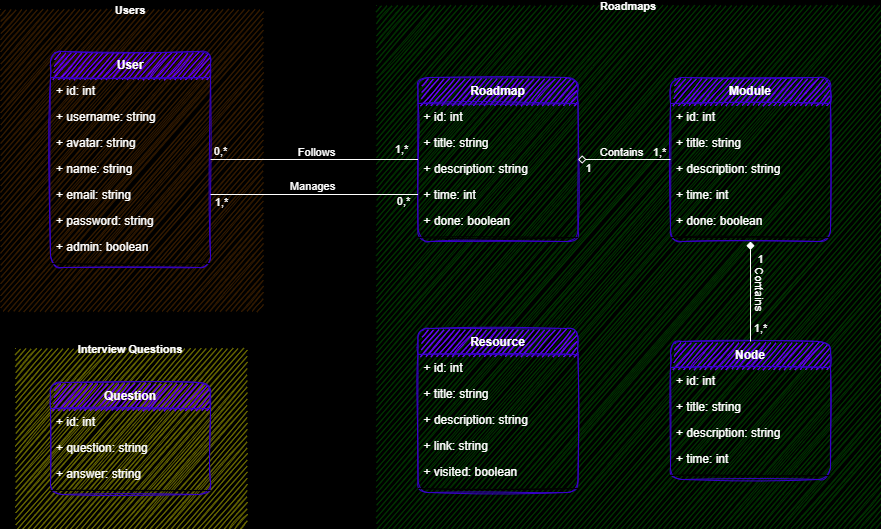 Users
User
+ id: int
+ username: string
+ avatar: string
+ name: string
+ email: string
+ password: string
+ admin: boolean
0,* Follows 1,*
1,* Manages 0,*
Roadmaps
Roadmap
+ id: int
+ title: string
+ description: string
+ time: int
+ done: boolean
1 Contains 1,*
Module
+ id: int
+ title: string
+ description: string
+ time: int
+ done: boolean
1
Contains
1,*
Node
+ id: int
+ title: string
+ description: string
+ time: int
Resource
+ id: int
+ title: string
+ description: string
+ link: string
+ visited: boolean
Interview Questions
Question
+ id: int
+ question: string
+ answer: string